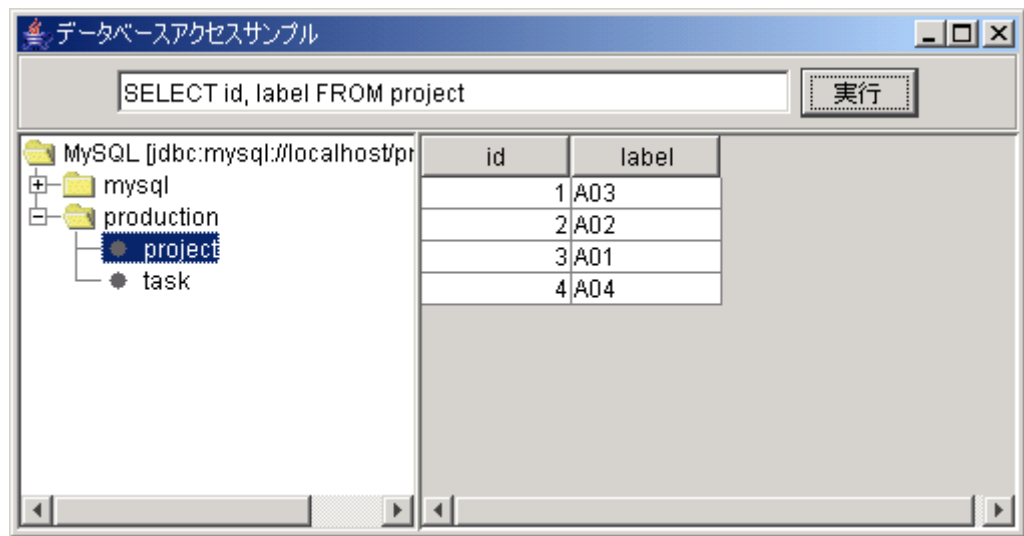 データベースアクセスサンプル
SELECT id, label FROM project
実行
MySQL [jdbc:mysql://localhost/pr
mysql
production
project
task
id label
1 A03
2 A02
3 A01
4 A04